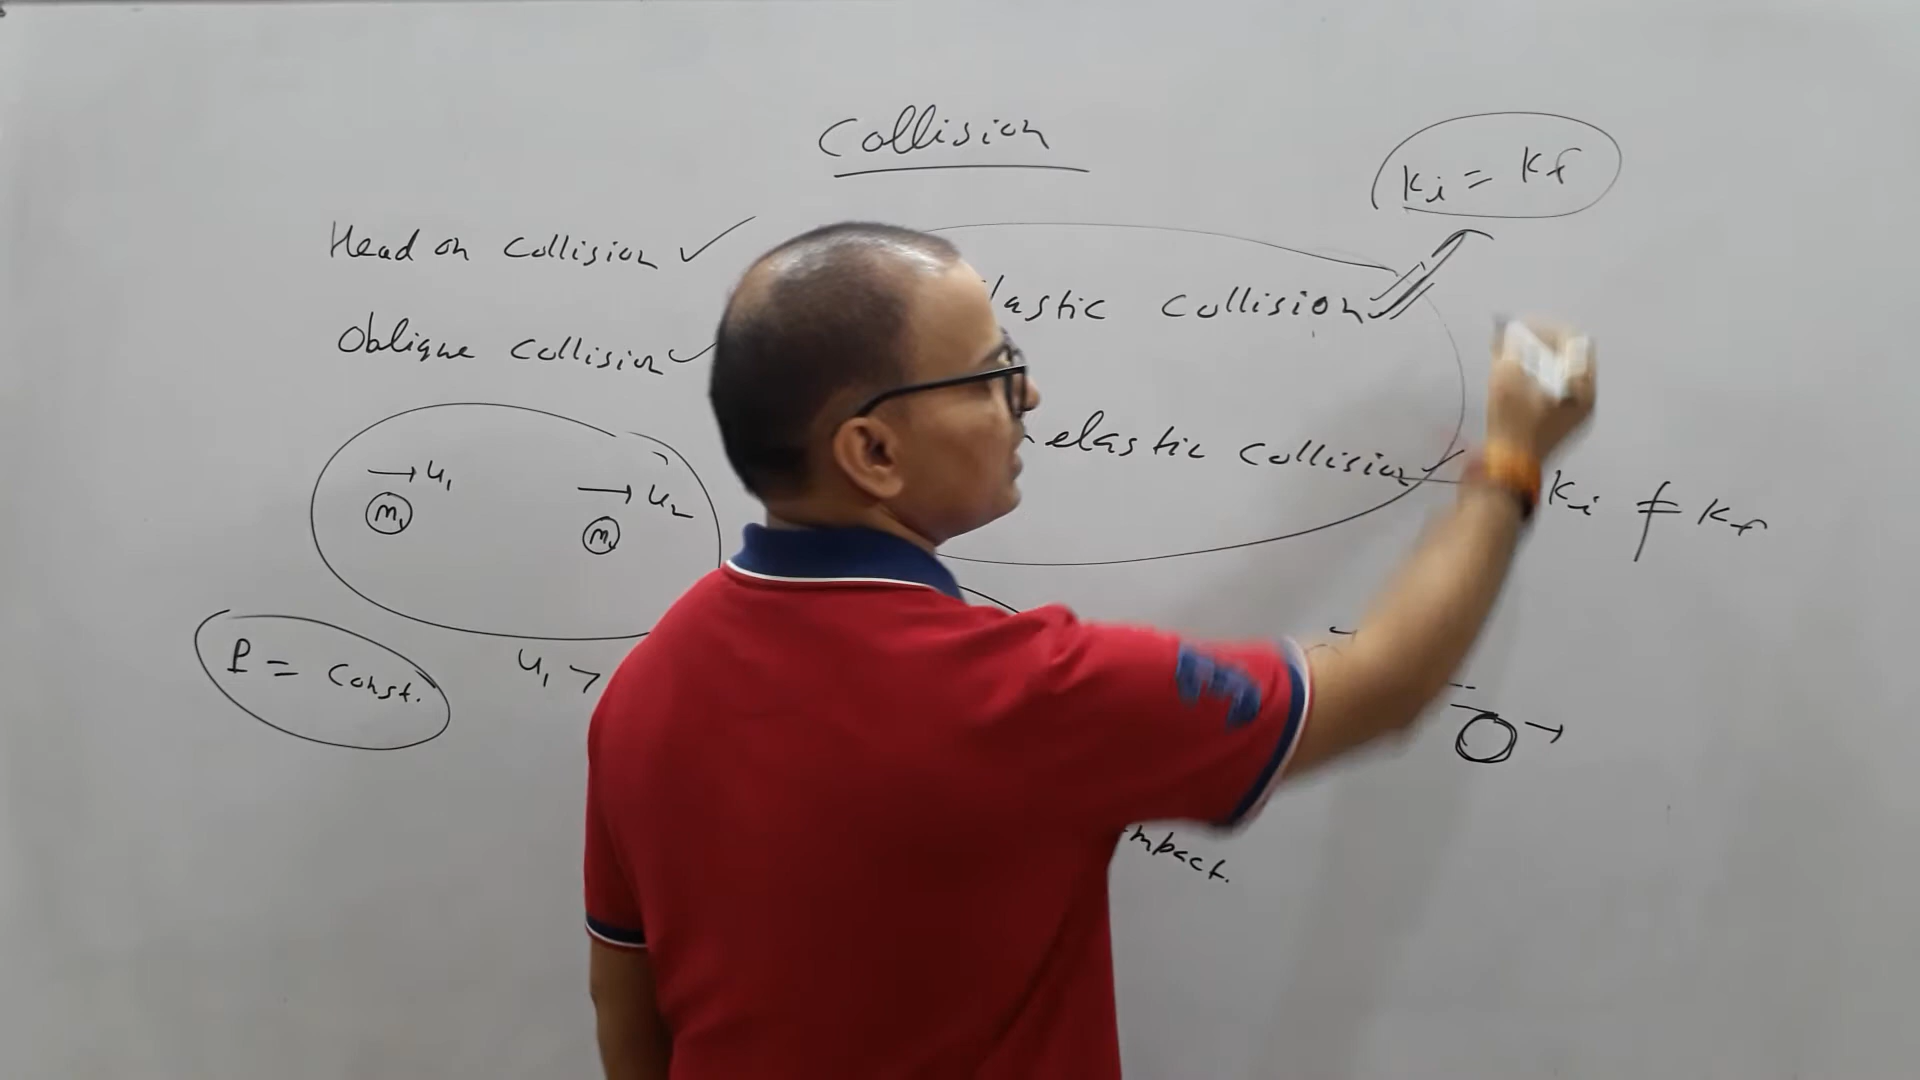 Collision
Ki = Kf
Head on Collision ✓
lastic Collision
Oblique Collision ✓
elastic Collision ✓
Ki ≠ Kf
→ u1
→ u2
m1
P = Const.
u1 >
mpact.